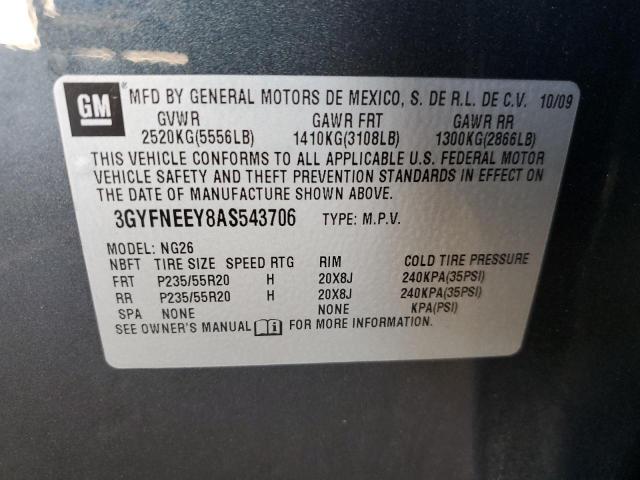 GM ® MFD BY GENERAL MOTORS DE MEXICO, S. DE R.L. DE C.V. 10/09
GVWR GAWR FRT GAWR RR
2520KG(5556LB) 1410KG(3108LB) 1300KG(2866LB)
THIS VEHICLE CONFORMS TO ALL APPLICABLE U.S. FEDERAL MOTOR
VEHICLE SAFETY AND THEFT PREVENTION STANDARDS IN EFFECT ON
THE DATE OF MANUFACTURE SHOWN ABOVE.
3GYFNEEY8AS543706 TYPE: M.P.V.
MODEL: NG26
NBFT TIRE SIZE SPEED RTG RIM COLD TIRE PRESSURE
FRT P235/55R20 H 20X8J 240KPA(35PSI)
RR P235/55R20 H 20X8J 240KPA(35PSI)
SPA NONE NONE KPA(PSI)
SEE OWNER'S MANUAL i FOR MORE INFORMATION.